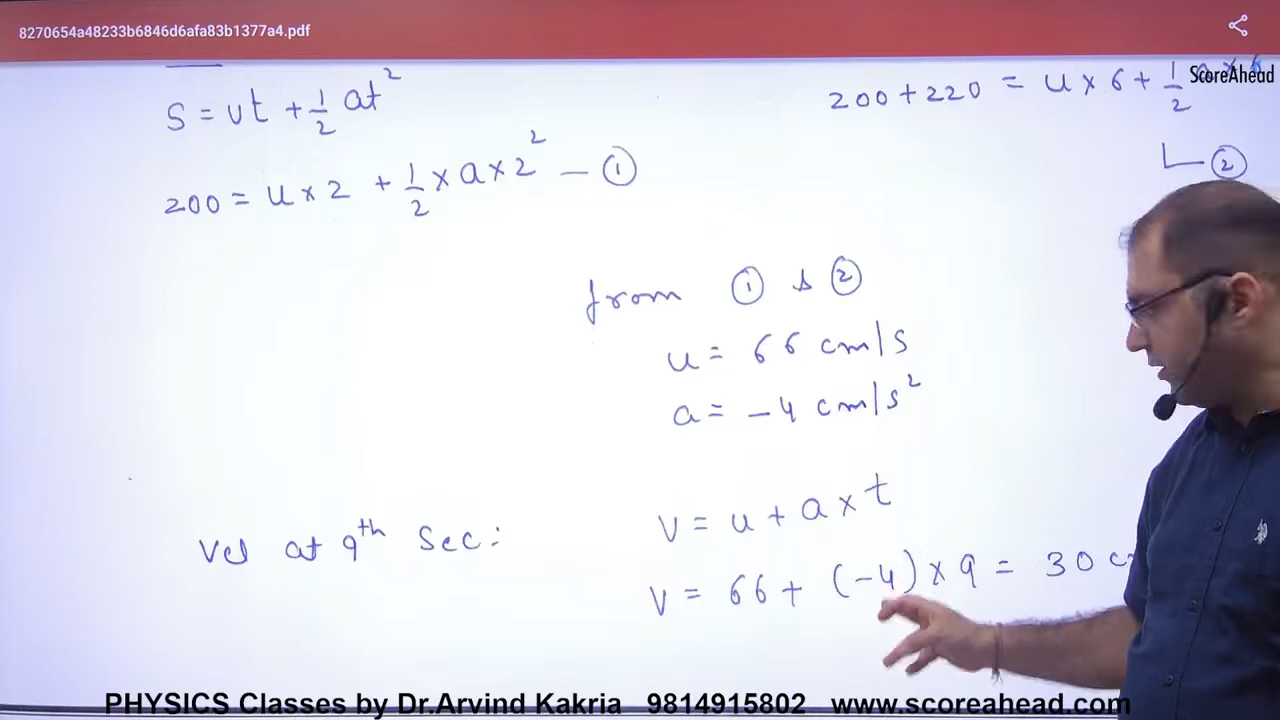 8270654a48233b6846d6afa83b1377a4.pdf
ScoreAhead
S = ut + 1/2 at²
200 = u × 2 + 1/2 × a × 2² — ①
200 + 220 = u × 6 + 1/2
②
from ① & ②
u = 66 cm/s
a = -4 cm/s²
Vel at 9th Sec:
V = u + a × t
V = 66 + (-4) × 9 = 30 c
PHYSICS Classes by Dr.Arvind Kakria 9814915802 www.scoreahead.com